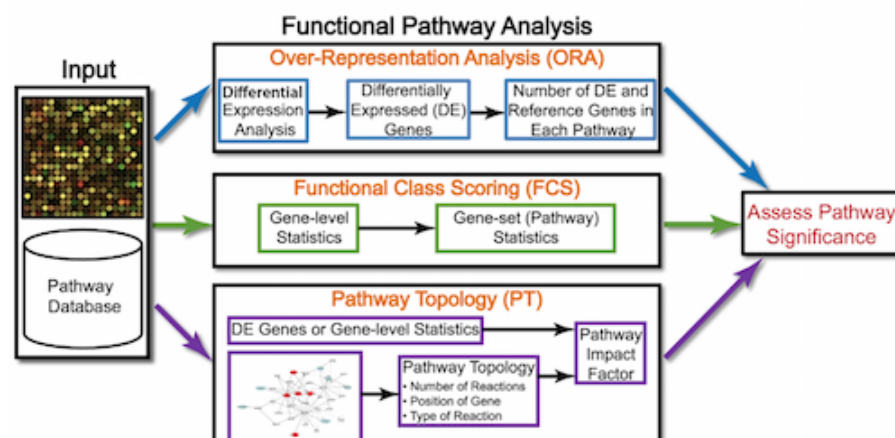 Functional Pathway Analysis
Input
Pathway
Database
Over-Representation Analysis (ORA)
Differential
Expression
Analysis
Differentially
Expressed (DE)
Genes
Number of DE and
Reference Genes in
Each Pathway
Functional Class Scoring (FCS)
Gene-level
Statistics
Gene-set (Pathway)
Statistics
Pathway Topology (PT)
DE Genes or Gene-level Statistics
Pathway Topology
• Number of Reactions
• Position of Gene
• Type of Reaction
Pathway
Impact
Factor
Assess Pathway
Significance